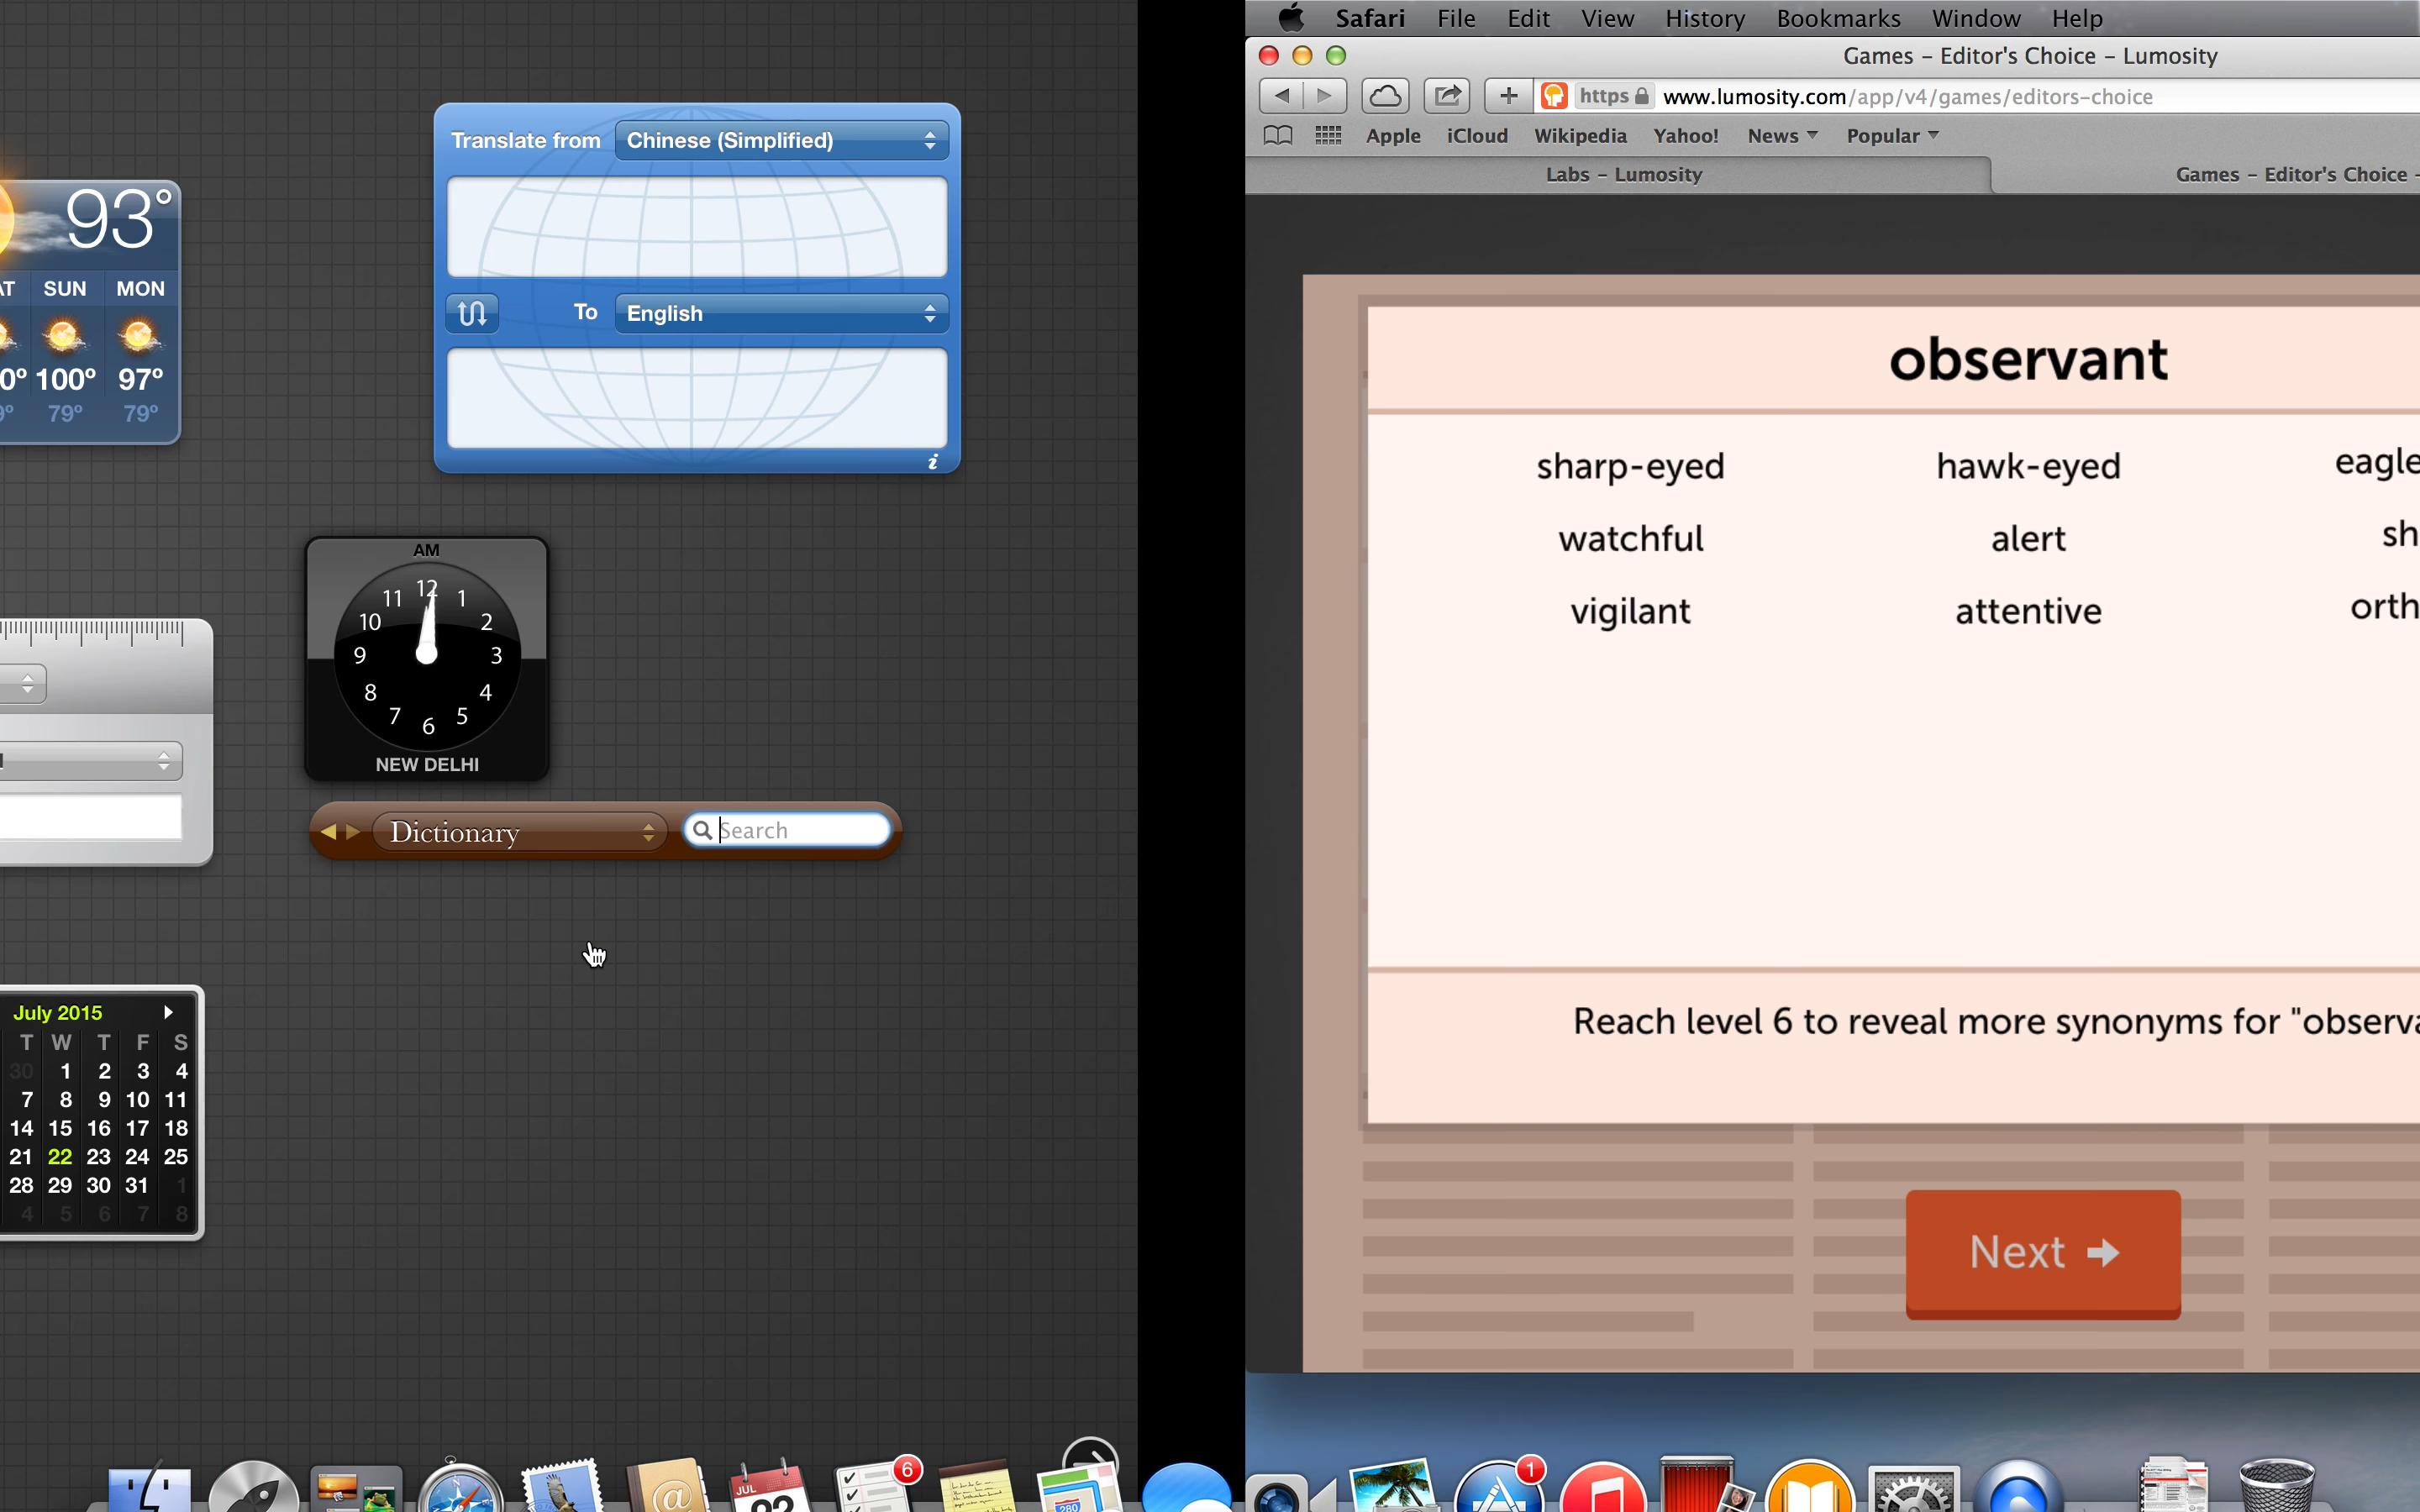 Safari File Edit View History Bookmarks Window Help
Games – Editor's Choice – Lumosity
https www.lumosity.com/app/v4/games/editors-choice
Apple iCloud Wikipedia Yahoo! News Popular
Labs – Lumosity
Games – Editor's Choice –
Translate from Chinese (Simplified)
To English
i
93°
SUN MON
100° 97°
79° 79°
AM
12
11 1
10 2
9 3
8 4
7 5
6
NEW DELHI
Dictionary Search
July 2015
T W T F S
30 1 2 3 4
7 8 9 10 11
14 15 16 17 18
21 22 23 24 25
28 29 30 31 1
4 5 6 7 8
observant
sharp-eyed hawk-eyed eagle
watchful alert sh
vigilant attentive orth
Reach level 6 to reveal more synonyms for "observa
Next
JUL
6
280
1